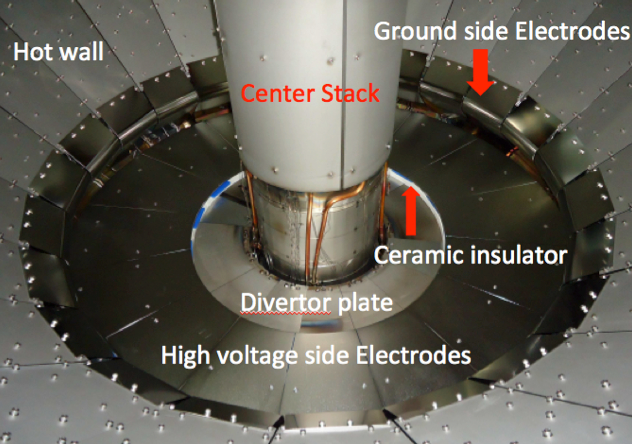 Ground side Electrodes
Hot wall
Center Stack
Ceramic insulator
Divertor plate
High voltage side Electrodes